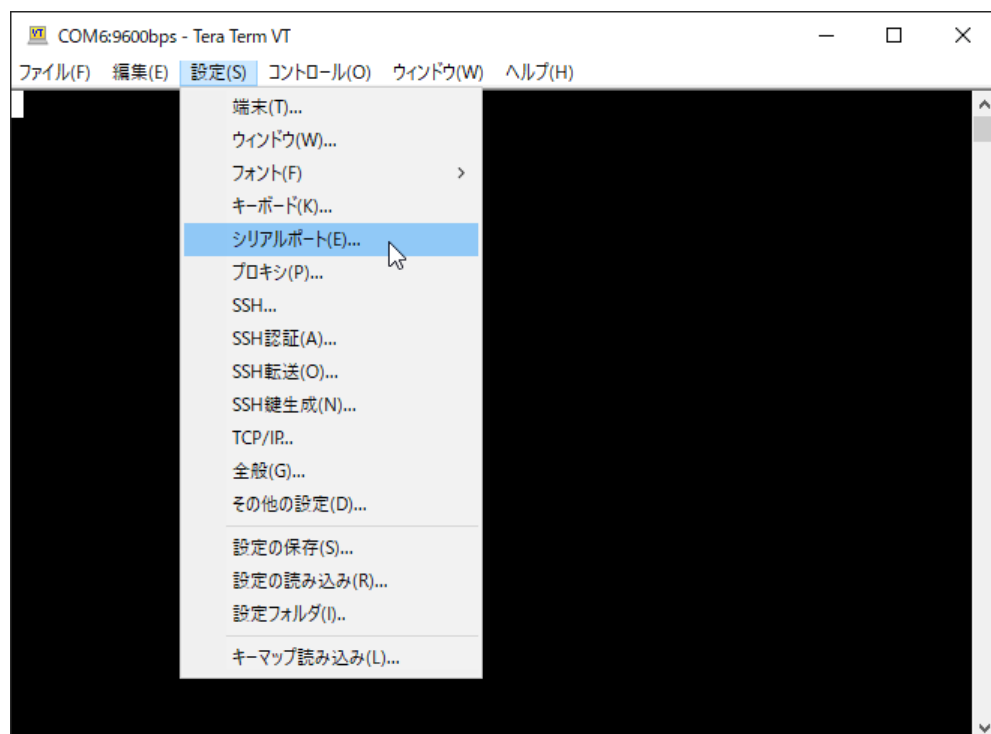 VT COM6:9600bps - Tera Term VT
ファイル(F) 編集(E) 設定(S) コントロール(O) ウィンドウ(W) ヘルプ(H)
端末(T)...
ウィンドウ(W)...
フォント(F)
キーボード(K)...
シリアルポート(E)...
プロキシ(P)...
SSH...
SSH認証(A)...
SSH転送(O)...
SSH鍵生成(N)...
TCP/IP...
全般(G)...
その他の設定(D)...
設定の保存(S)...
設定の読み込み(R)...
設定フォルダ(I)..
キーマップ読み込み(L)...